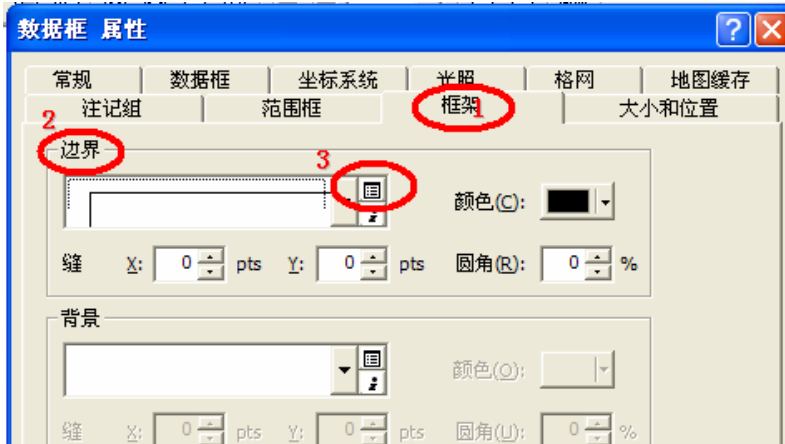 数据框 属性
常规 数据框 坐标系统 光照 格网 地图缓存
注记组 范围框 框架 大小和位置
1
2
边界
3
颜色(C):
缝 X: 0 pts Y: 0 pts 圆角(R): 0 %
背景
颜色(O):
缝 X: 0 pts Y: 0 pts 圆角(U): 0 %